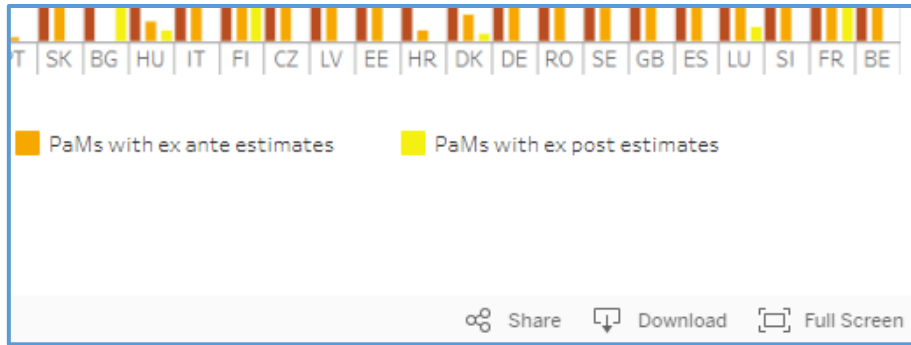 T SK BG HU IT FI CZ LV EE HR DK DE RO SE GB ES LU SI FR BE
PaMs with ex ante estimates PaMs with ex post estimates
Share Download Full Screen